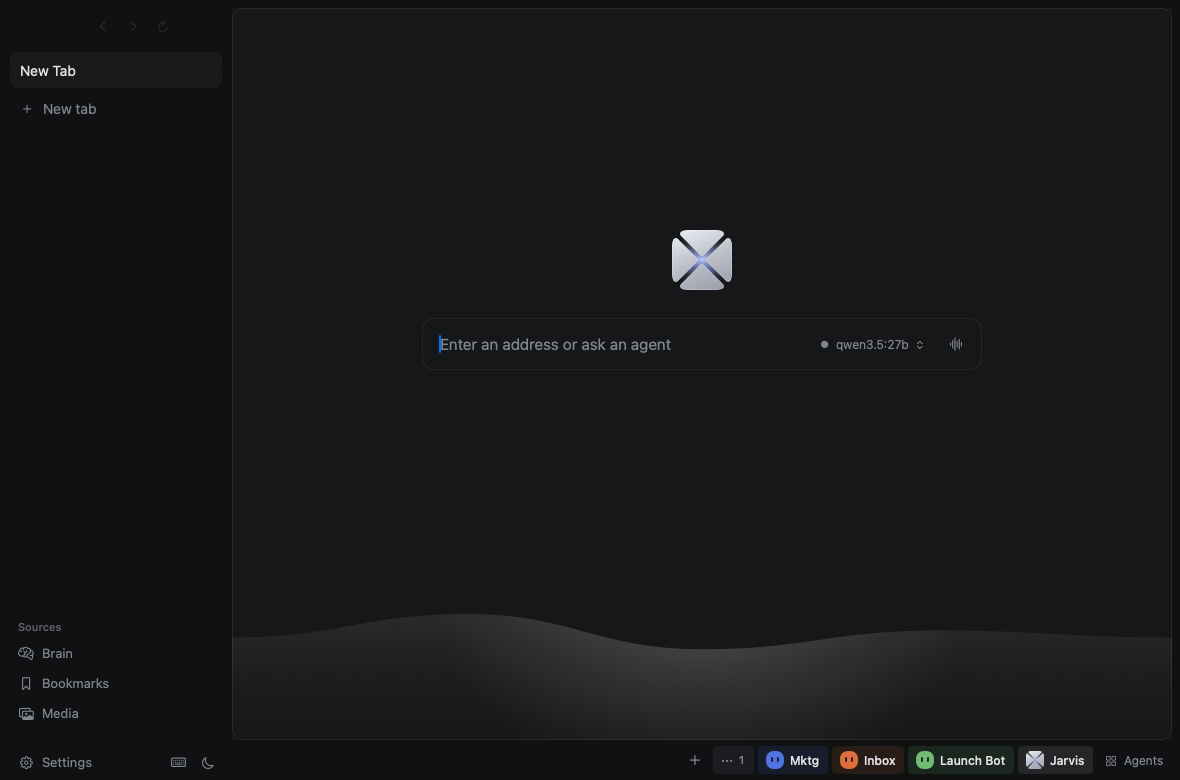 New Tab
+ New tab
Enter an address or ask an agent
qwen3.5:27b
Sources
Brain
Bookmarks
Media
Settings
+
··· 1
Mktg
Inbox
Launch Bot
Jarvis
Agents